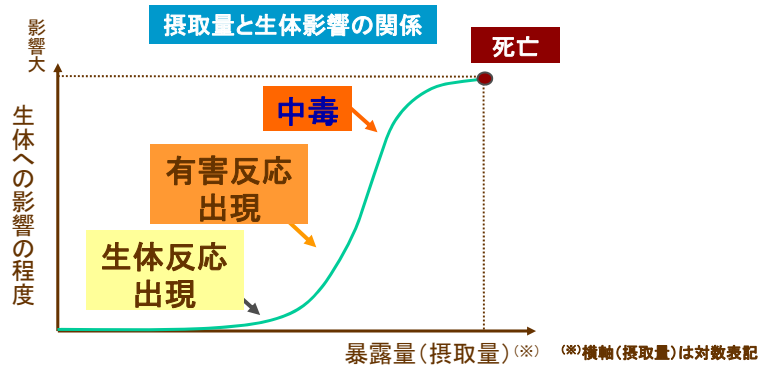 摂取量と生体影響の関係
影響大
死亡
中毒
有害反応
出現
生体反応
出現
生体への影響の程度
暴露量（摂取量）（※）
（※）横軸（摂取量）は対数表記